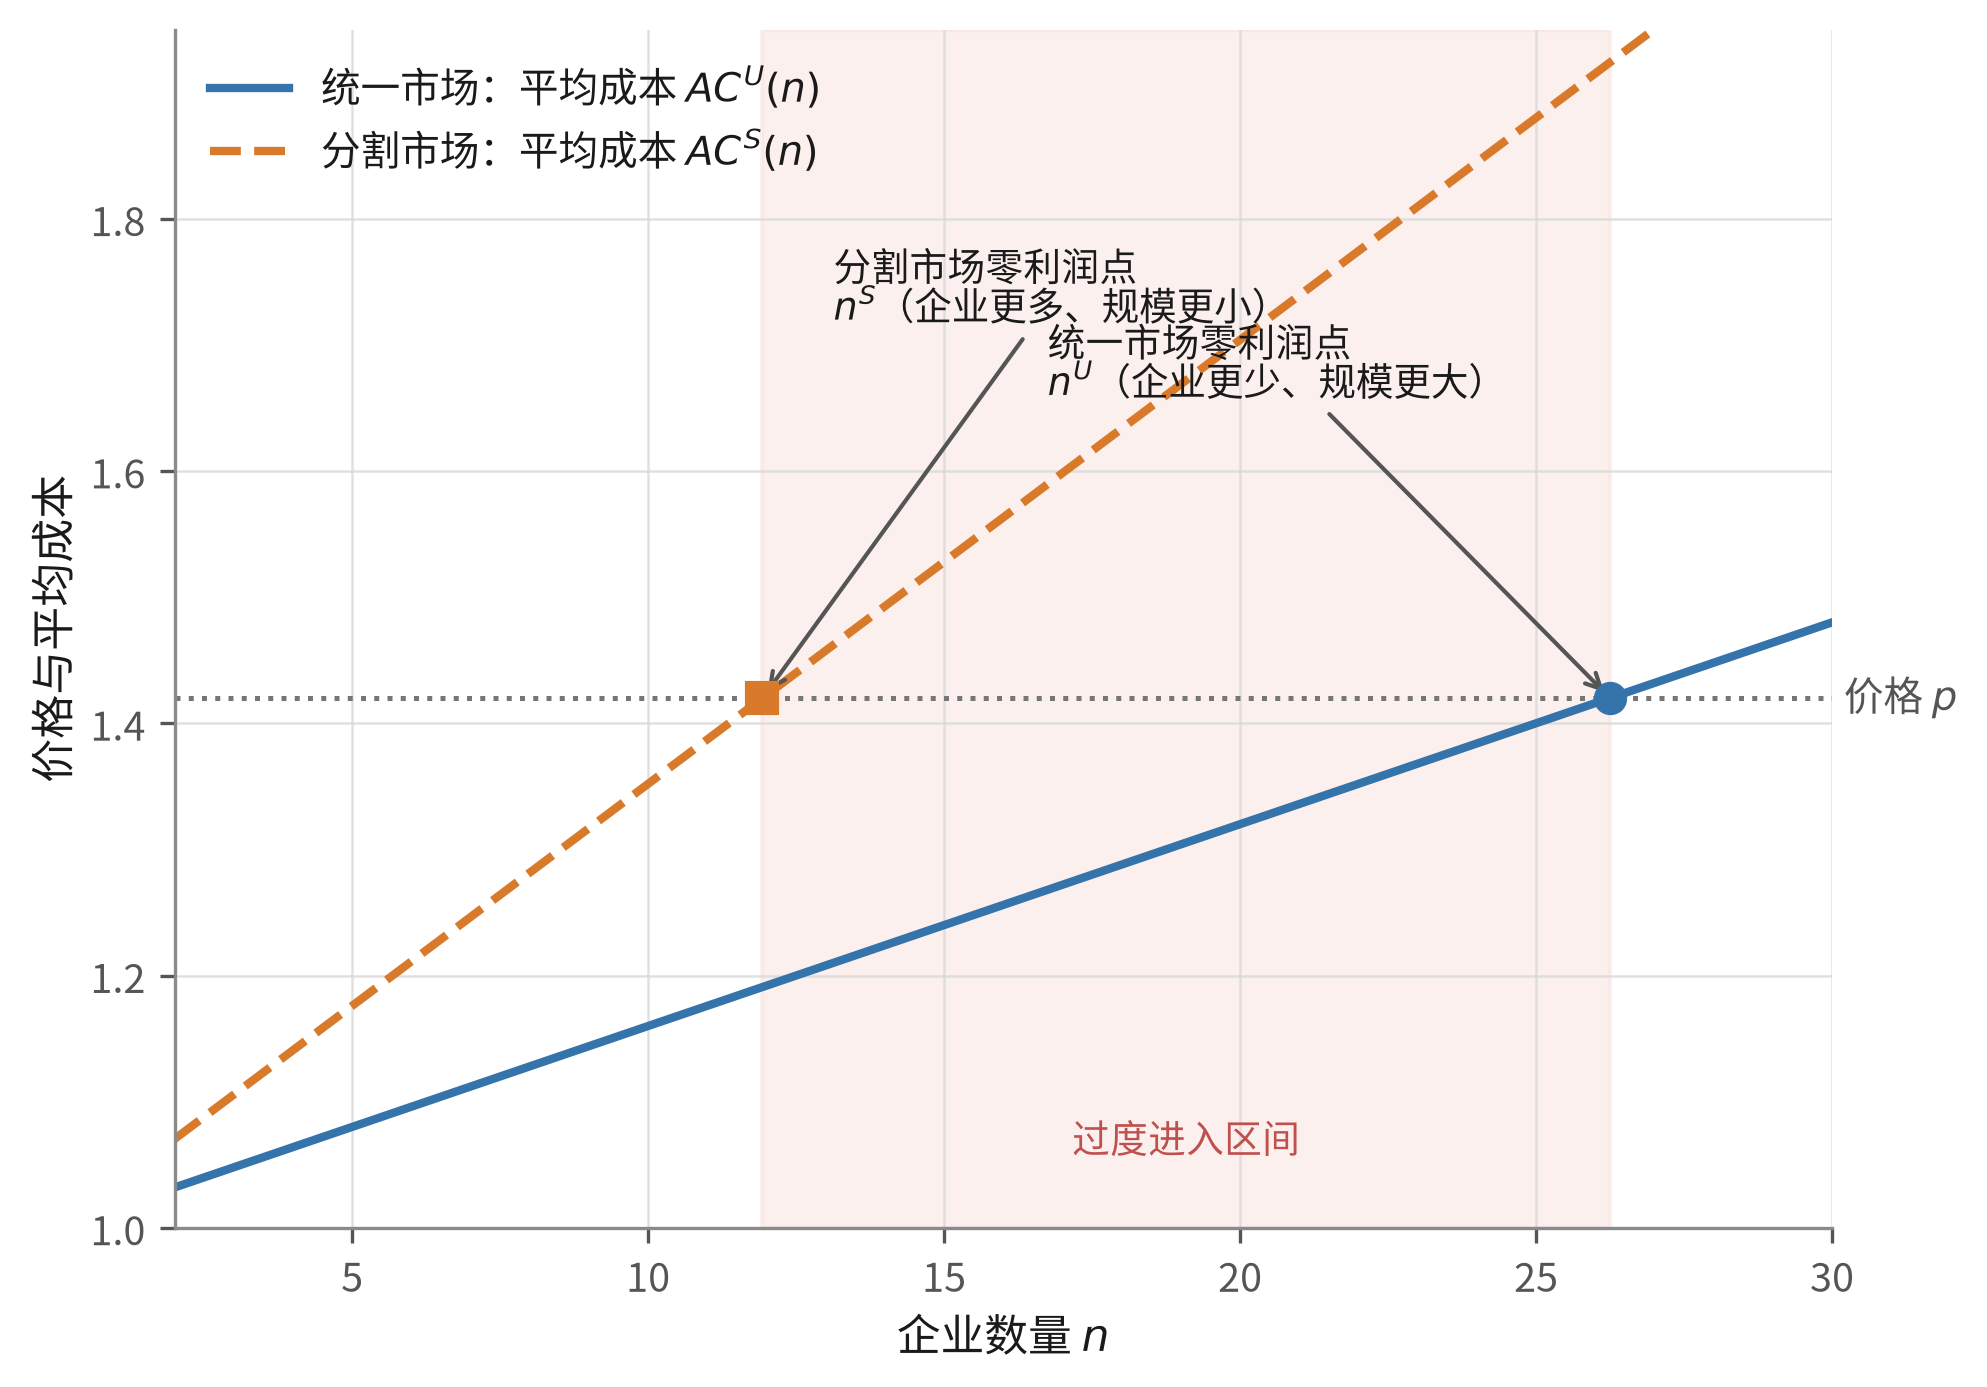 统一市场：平均成本 AC^U(n)
分割市场：平均成本 AC^S(n)
分割市场零利润点
n^S（企业更多、规模更小）
统一市场零利润点
n^U（企业更少、规模更大）
价格 p
过度进入区间
价格与平均成本
1.8
1.6
1.4
1.2
1.0
5 10 15 20 25 30
企业数量 n